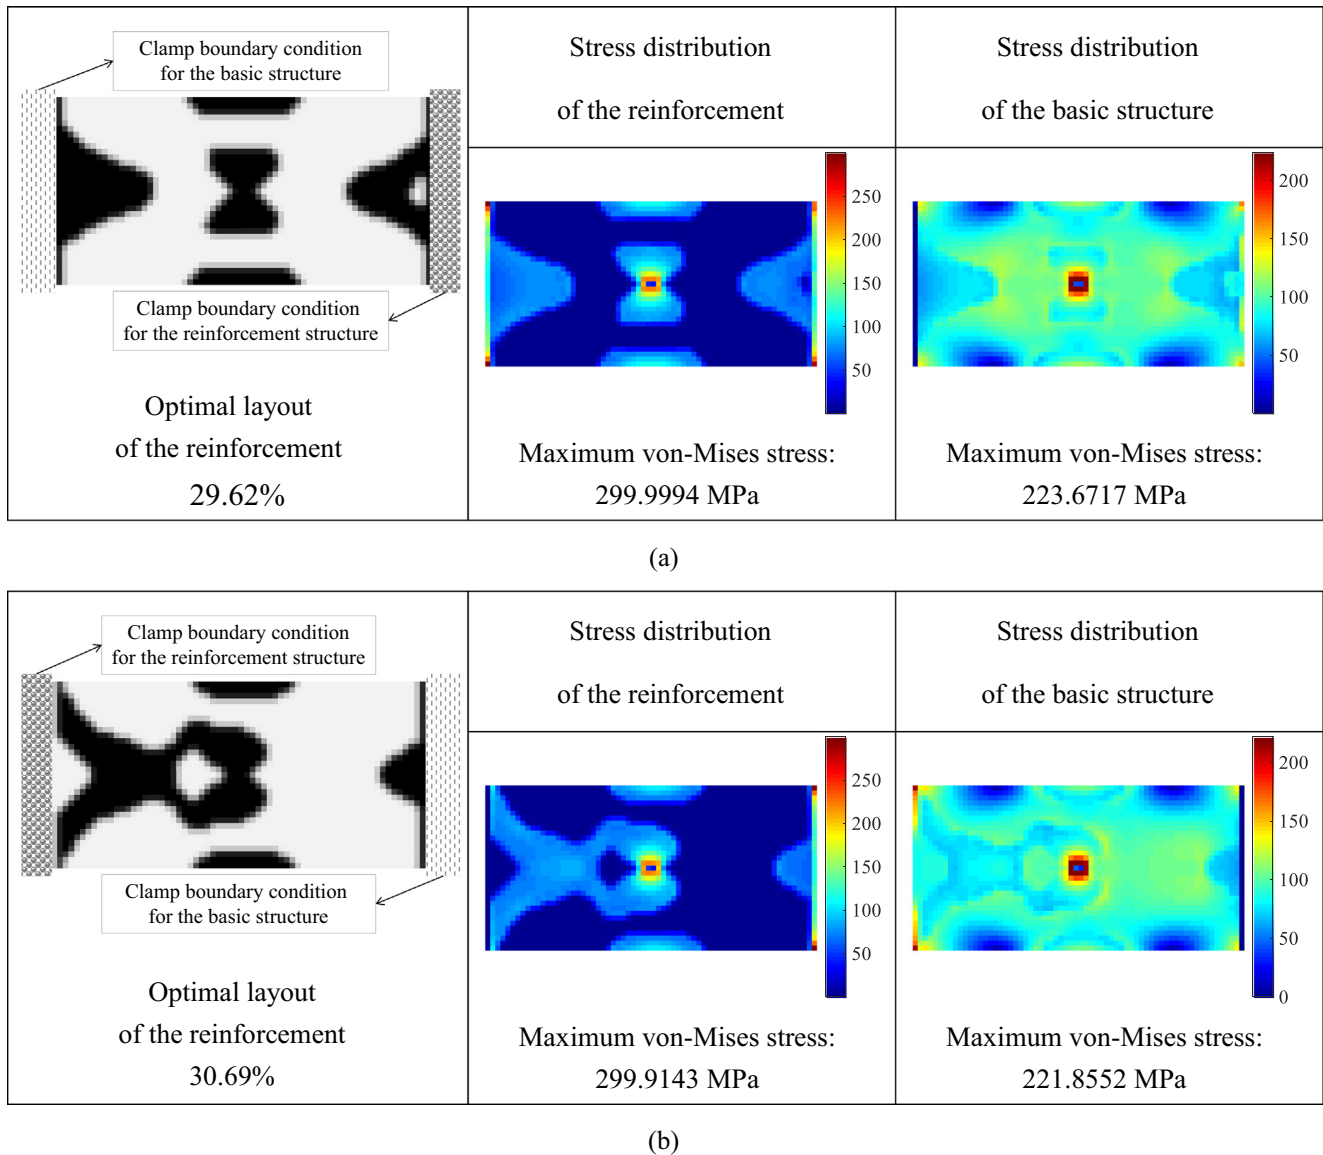 Clamp boundary condition
for the basic structure
Clamp boundary condition
for the reinforcement structure
Optimal layout
of the reinforcement
29.62%
Stress distribution
of the reinforcement
250
200
150
100
50
Maximum von-Mises stress:
299.9994 MPa
Stress distribution
of the basic structure
200
150
100
50
Maximum von-Mises stress:
223.6717 MPa
(a)
Clamp boundary condition
for the reinforcement structure
Clamp boundary condition
for the basic structure
Optimal layout
of the reinforcement
30.69%
Stress distribution
of the reinforcement
250
200
150
100
50
Maximum von-Mises stress:
299.9143 MPa
Stress distribution
of the basic structure
200
150
100
50
0
Maximum von-Mises stress:
221.8552 MPa
(b)